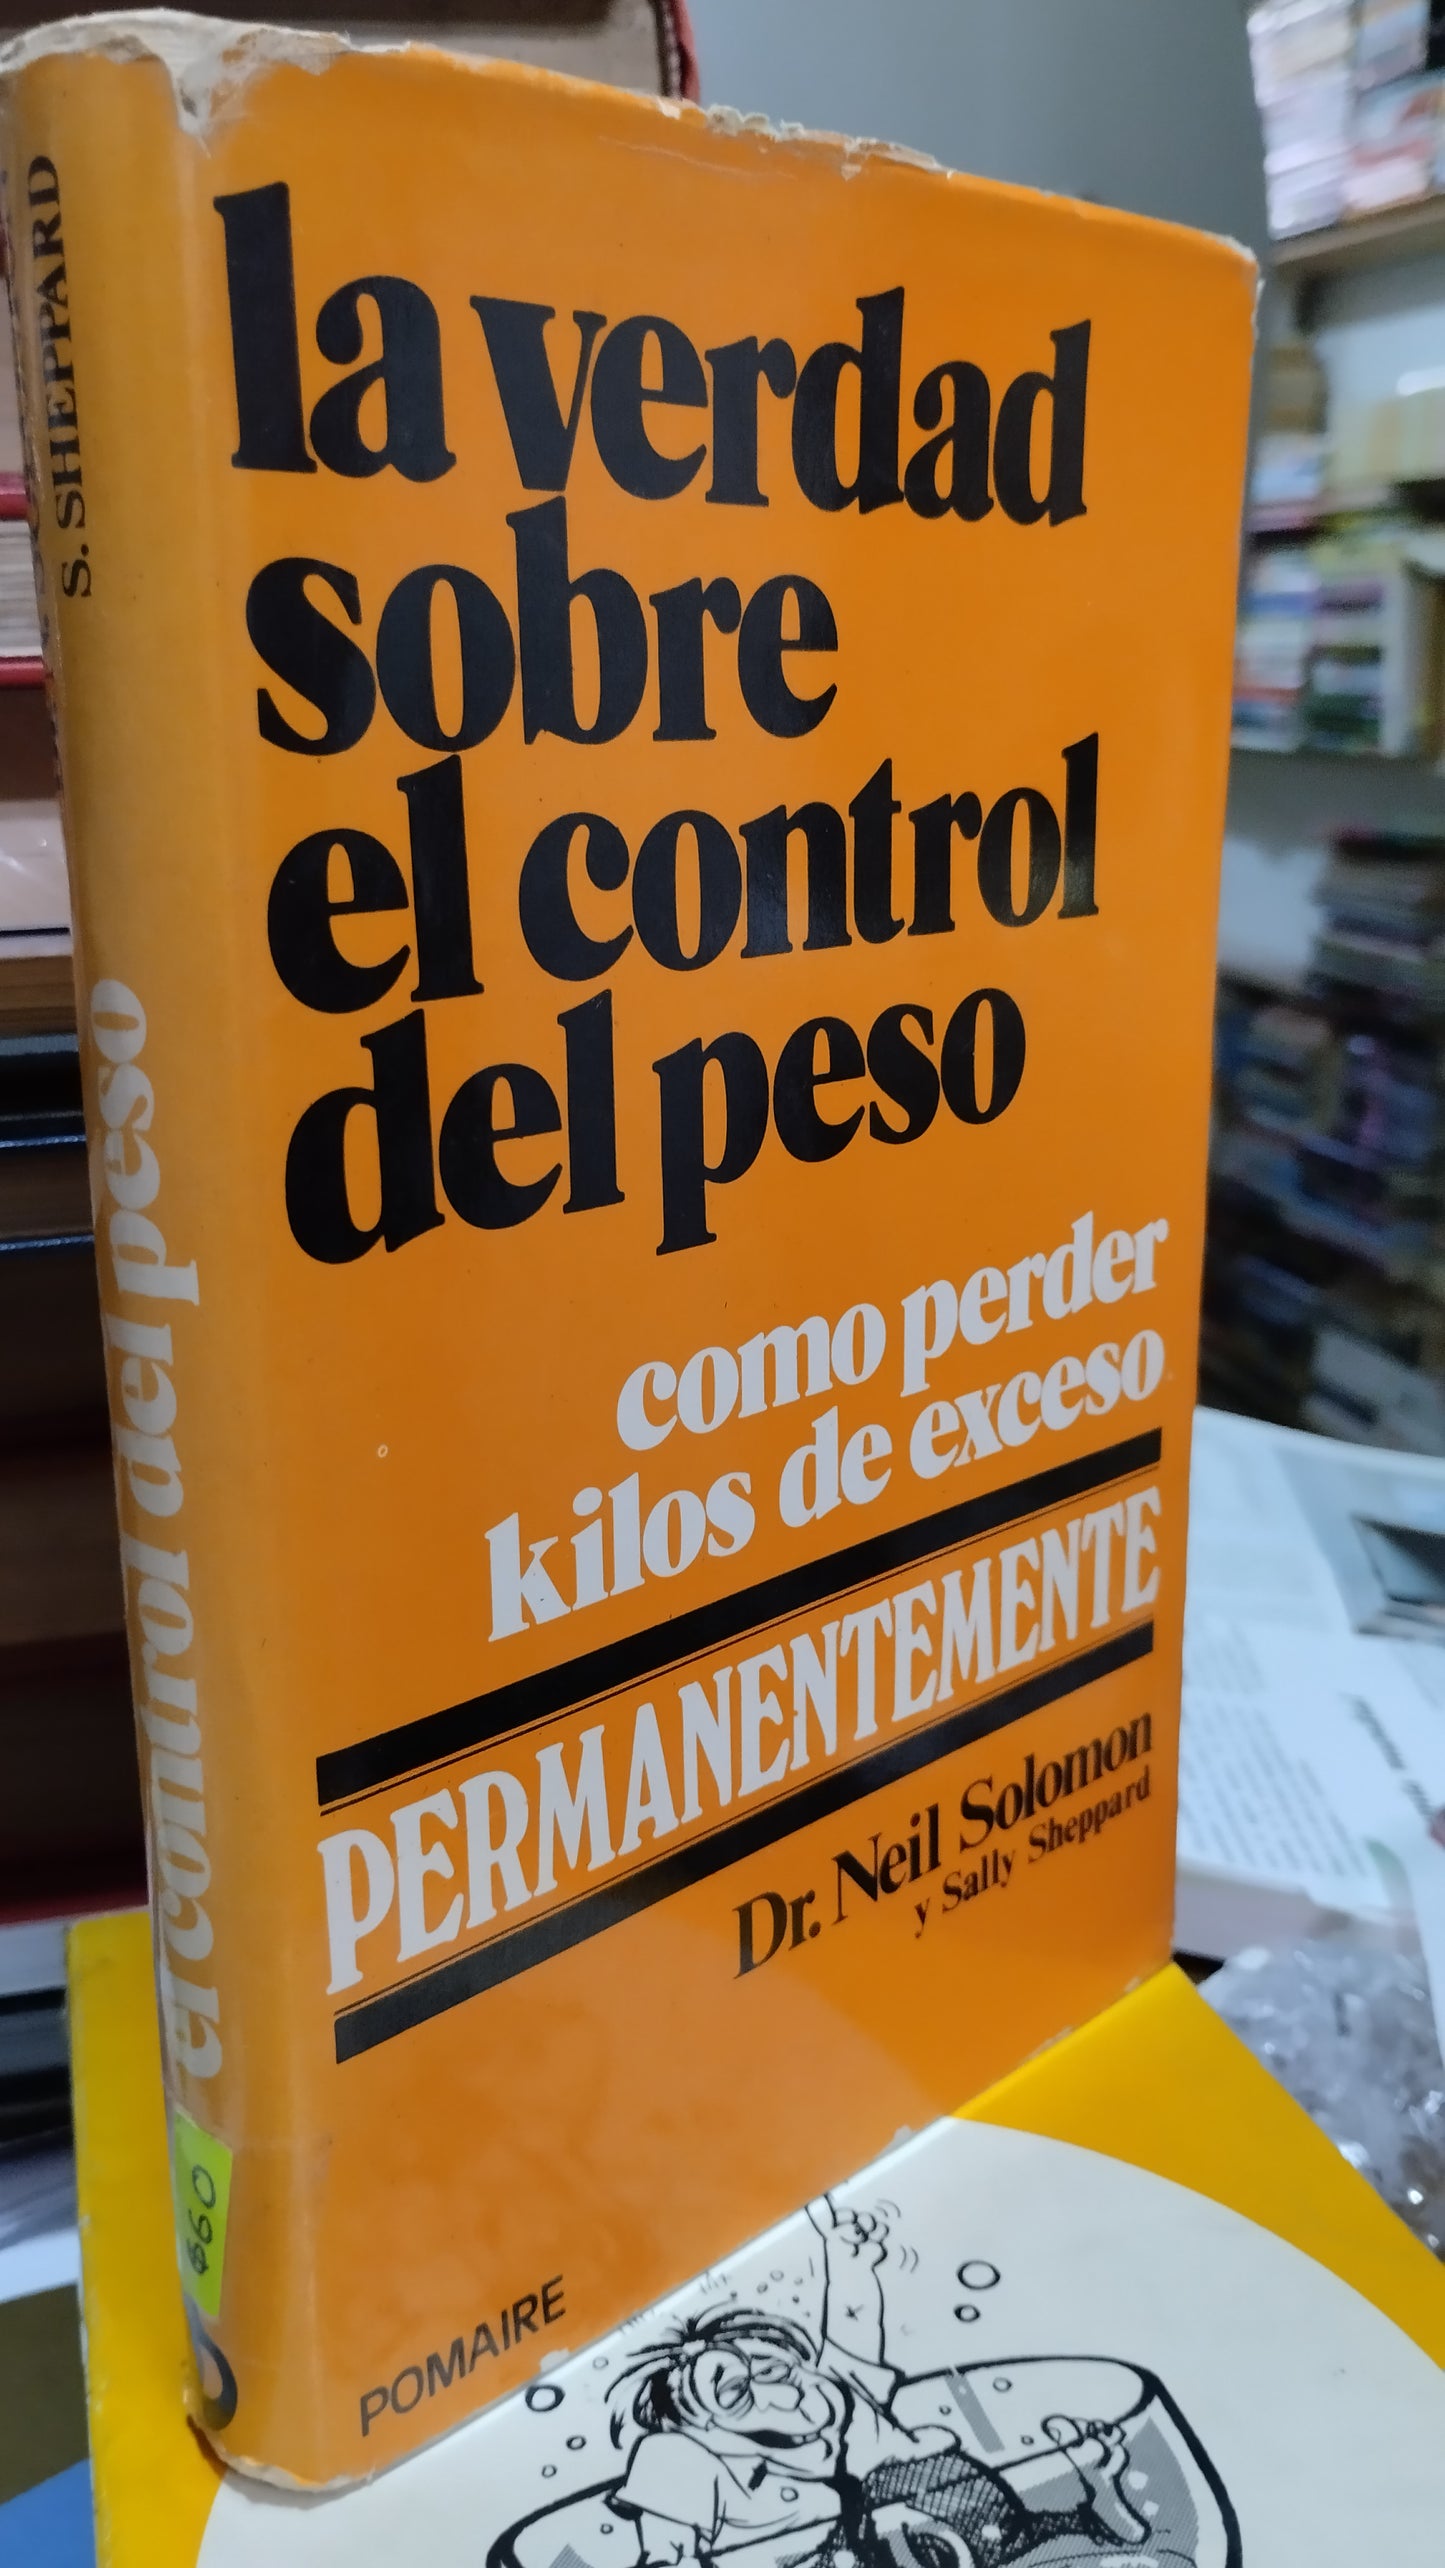 la verdad
sobre
el control
del peso
como perder
kilos de exceso
PERMANENTEMENTE
Dr. Neil Solomon
y Sally Sheppard
POMAIRE
S. SHEPPARD
el control del peso
$60